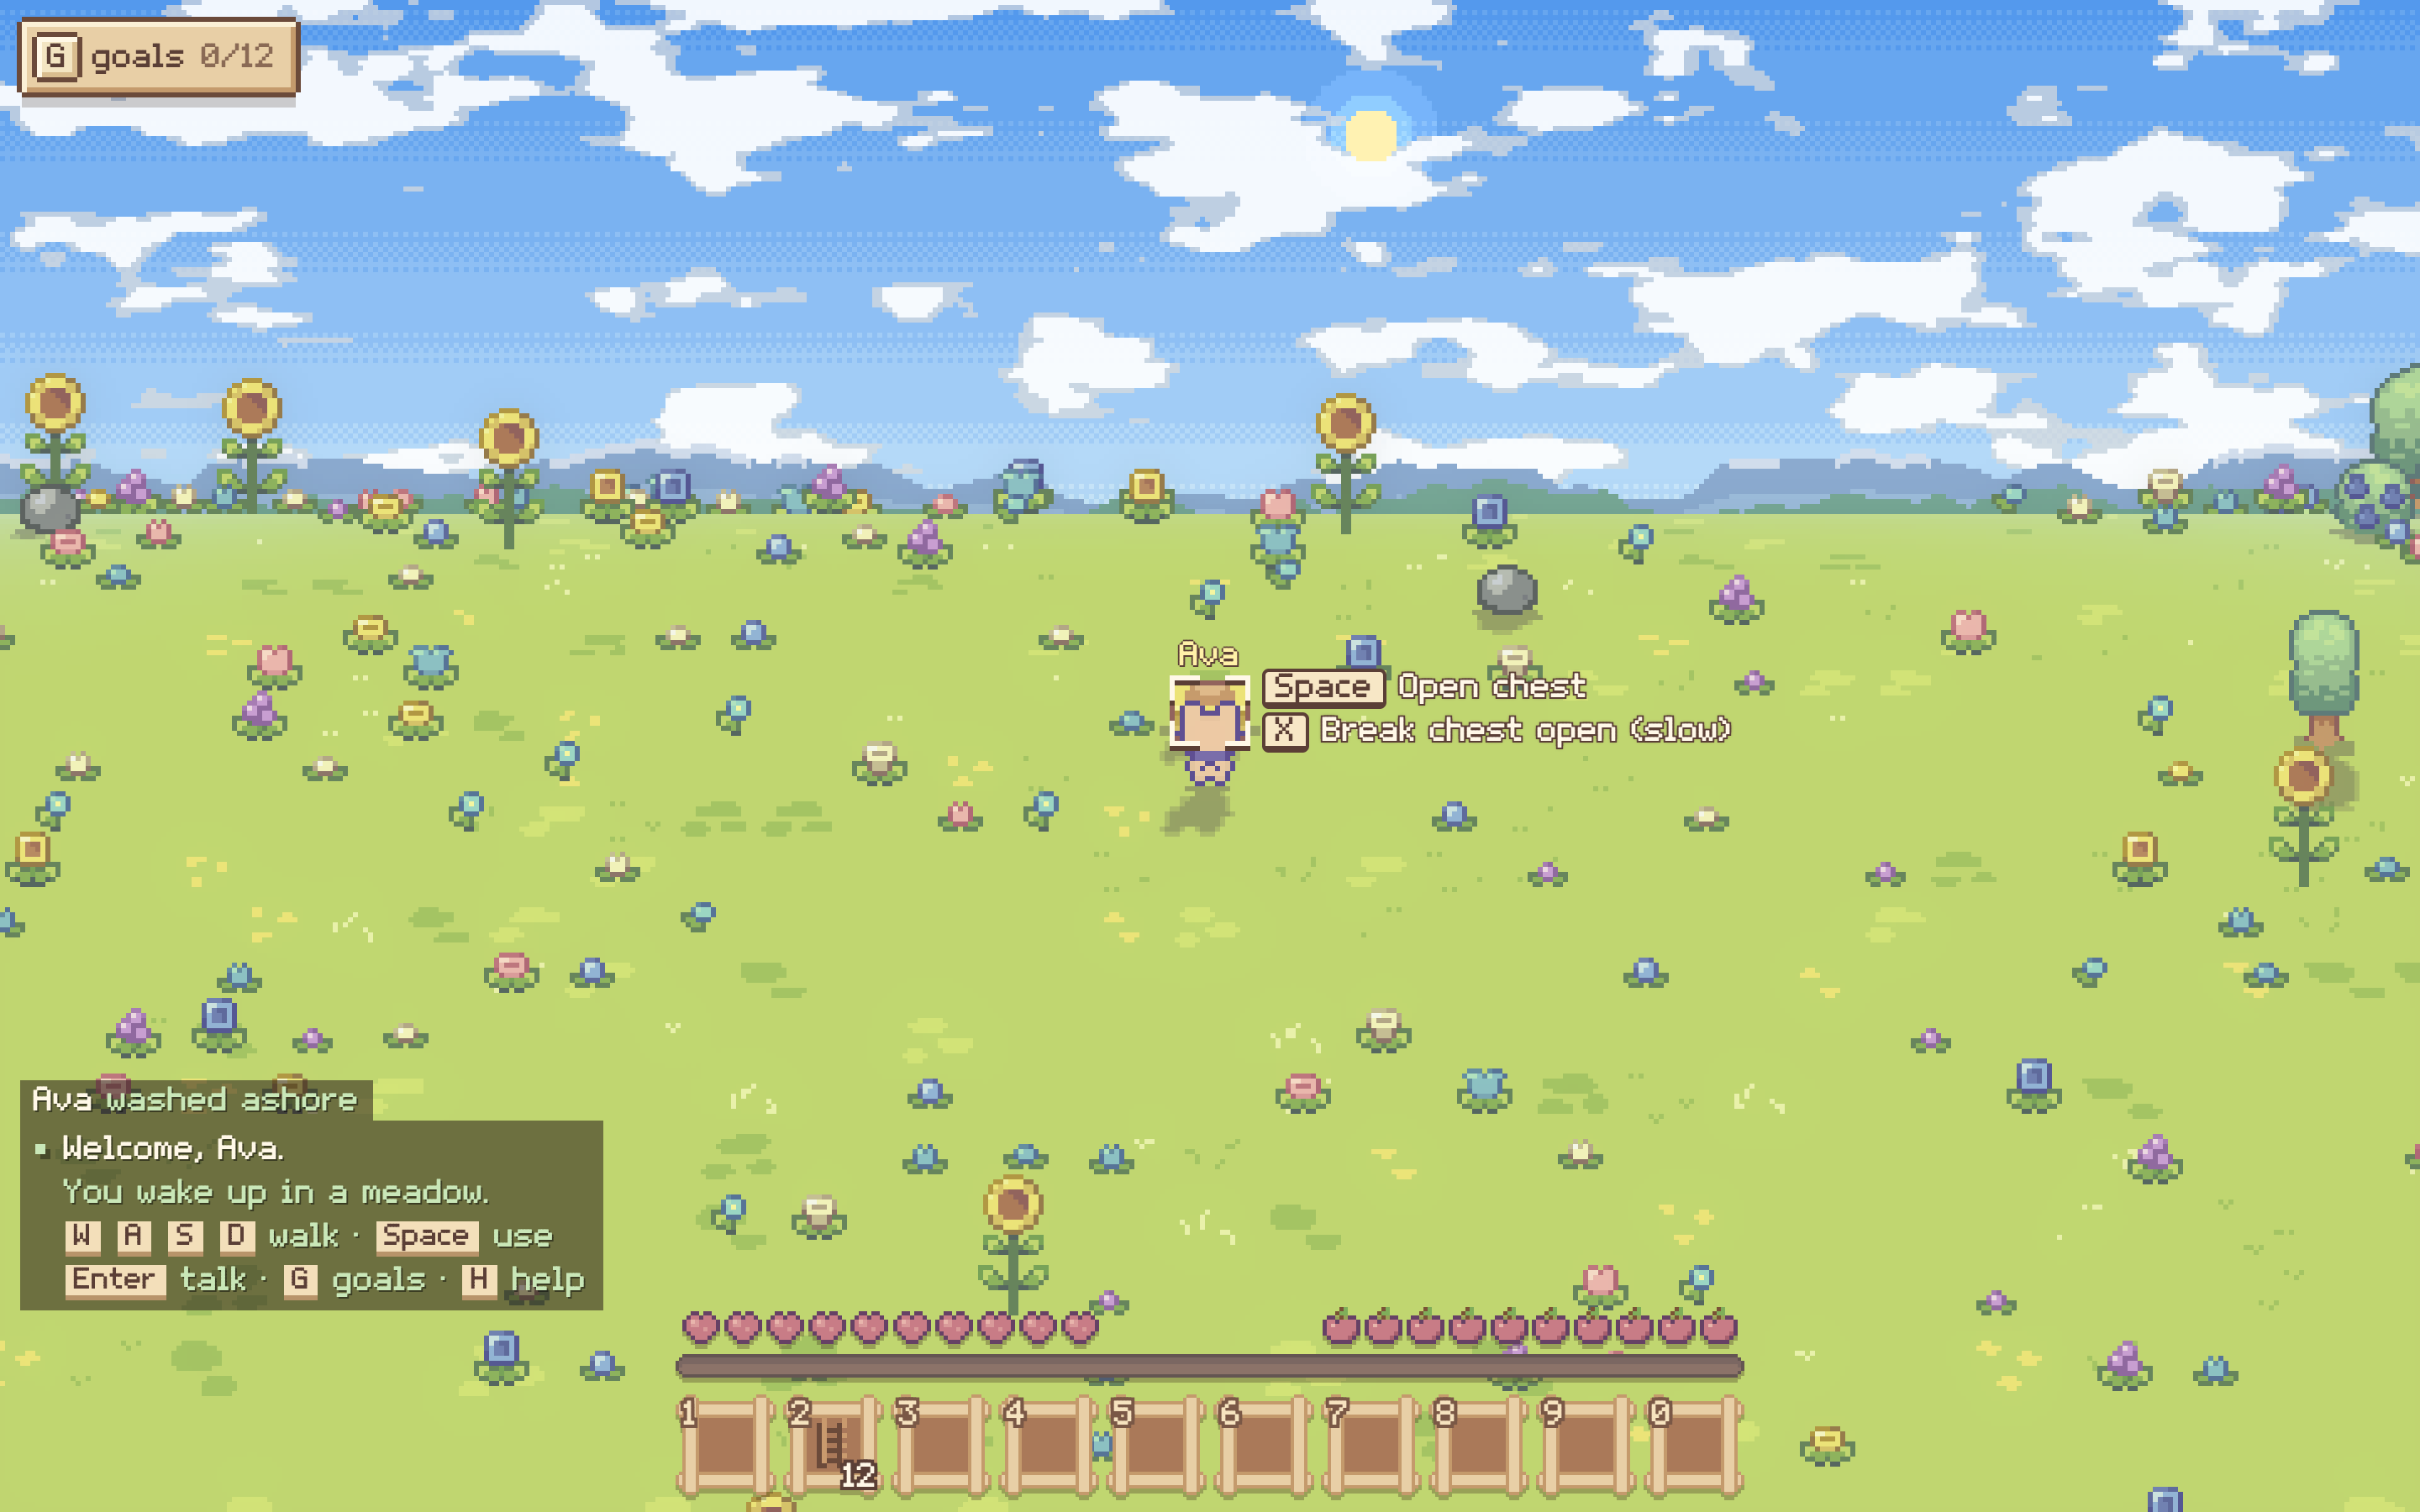 G goals 0/12
Ava
Space Open chest
X Break chest open (slow)
Ava washed ashore
Welcome, Ava.
You wake up in a meadow.
W A S D walk · Space use
Enter talk · G goals · H help
1 2 3 4 5 6 7 8 9 0
12